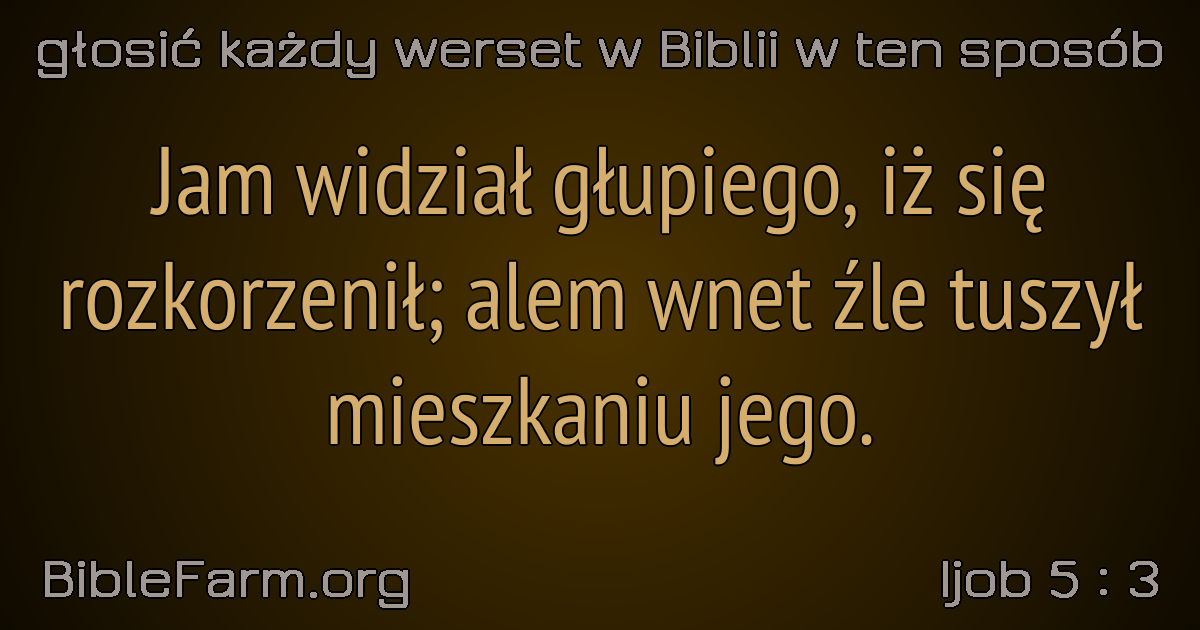 głosić każdy werset w Biblii w ten sposób
Jam widział głupiego, iż się
rozkorzenił; alem wnet źle tuszył
mieszkaniu jego.
BibleFarm.org
Ijob 5 : 3